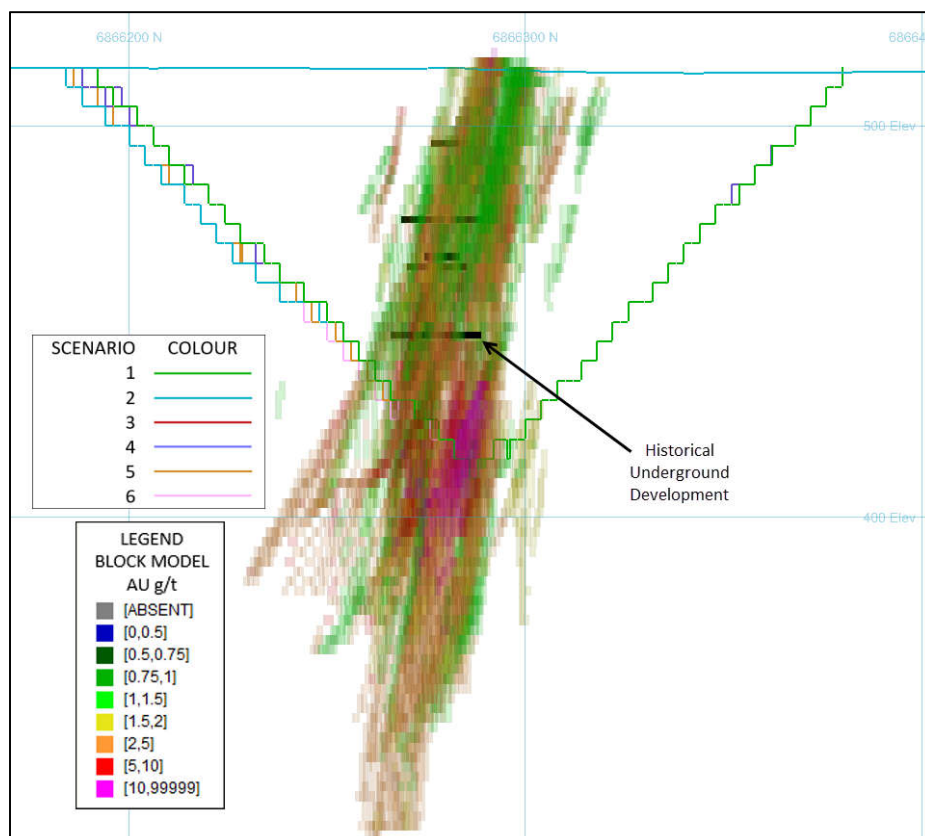 6866200 N
6866300 N
68664
500 Elev
SCENARIO COLOUR
1
2
3
4
5
6
Historical
Underground
Development
400 Elev
LEGEND
BLOCK MODEL
AU g/t
[ABSENT]
[0,0.5]
[0.5,0.75]
[0.75,1]
[1,1.5]
[1.5,2]
[2,5]
[5,10]
[10,99999]